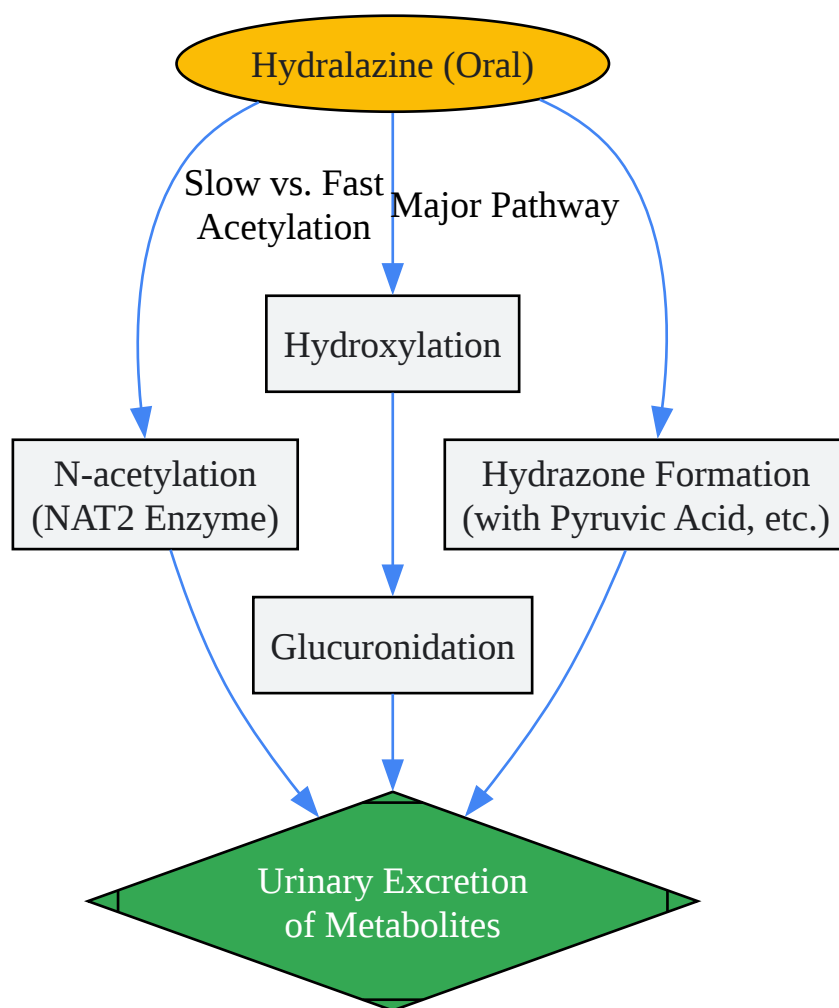 Hydralazine (Oral)
Slow vs. Fast
Acetylation
Major Pathway
Hydroxylation
N-acetylation
(NAT2 Enzyme)
Hydrazone Formation
(with Pyruvic Acid, etc.)
Glucuronidation
Urinary Excretion
of Metabolites